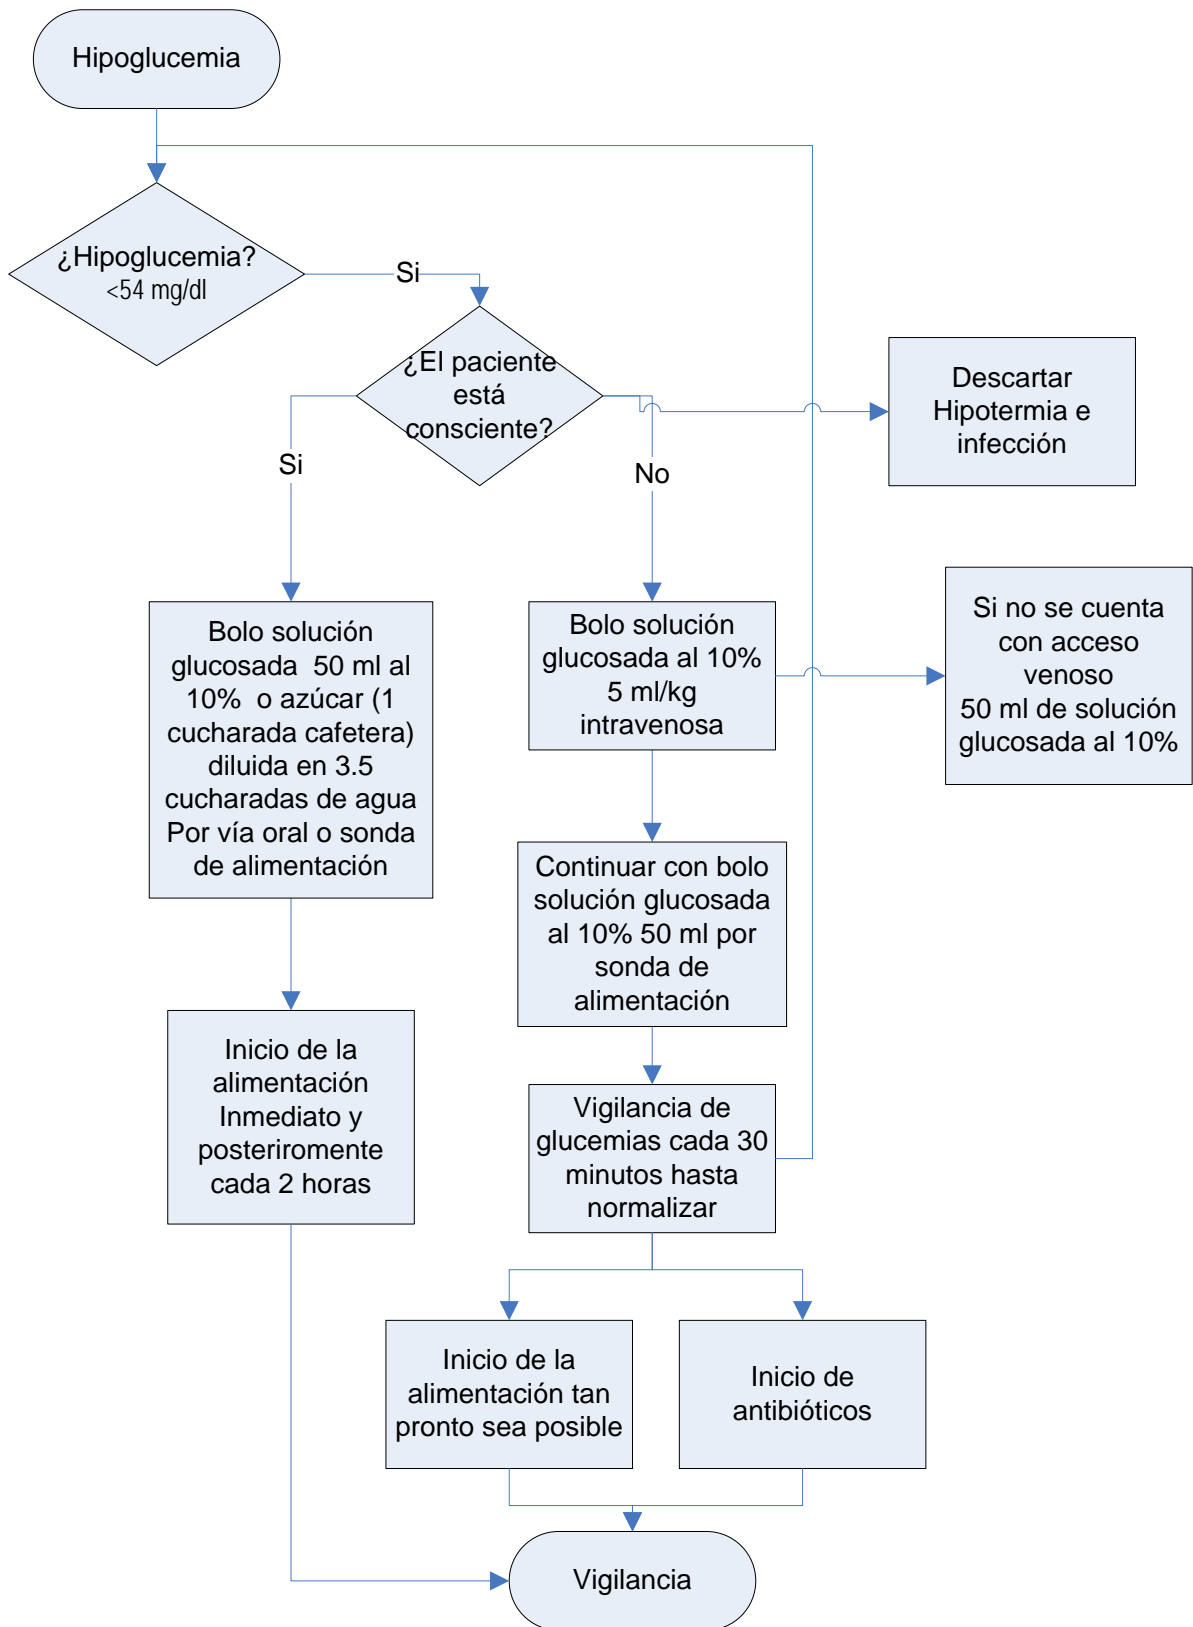 Hipoglucemia
¿Hipoglucemia?
<54 mg/dl
Si
¿El paciente
está
consciente?
Descartar
Hipotermia e
infección
Si
No
Bolo solución
glucosada  50 ml al
10%  o azúcar (1
cucharada cafetera)
diluida en 3.5
cucharadas de agua
Por vía oral o sonda
de alimentación
Bolo solución
glucosada al 10%
5 ml/kg
intravenosa
Si no se cuenta
con acceso
venoso
50 ml de solución
glucosada al 10%
Continuar con bolo
solución glucosada
al 10% 50 ml por
sonda de
alimentación
Inicio de la
alimentación
Inmediato y
posteriromente
cada 2 horas
Vigilancia de
glucemias cada 30
minutos hasta
normalizar
Inicio de la
alimentación tan
pronto sea posible
Inicio de
antibióticos
Vigilancia